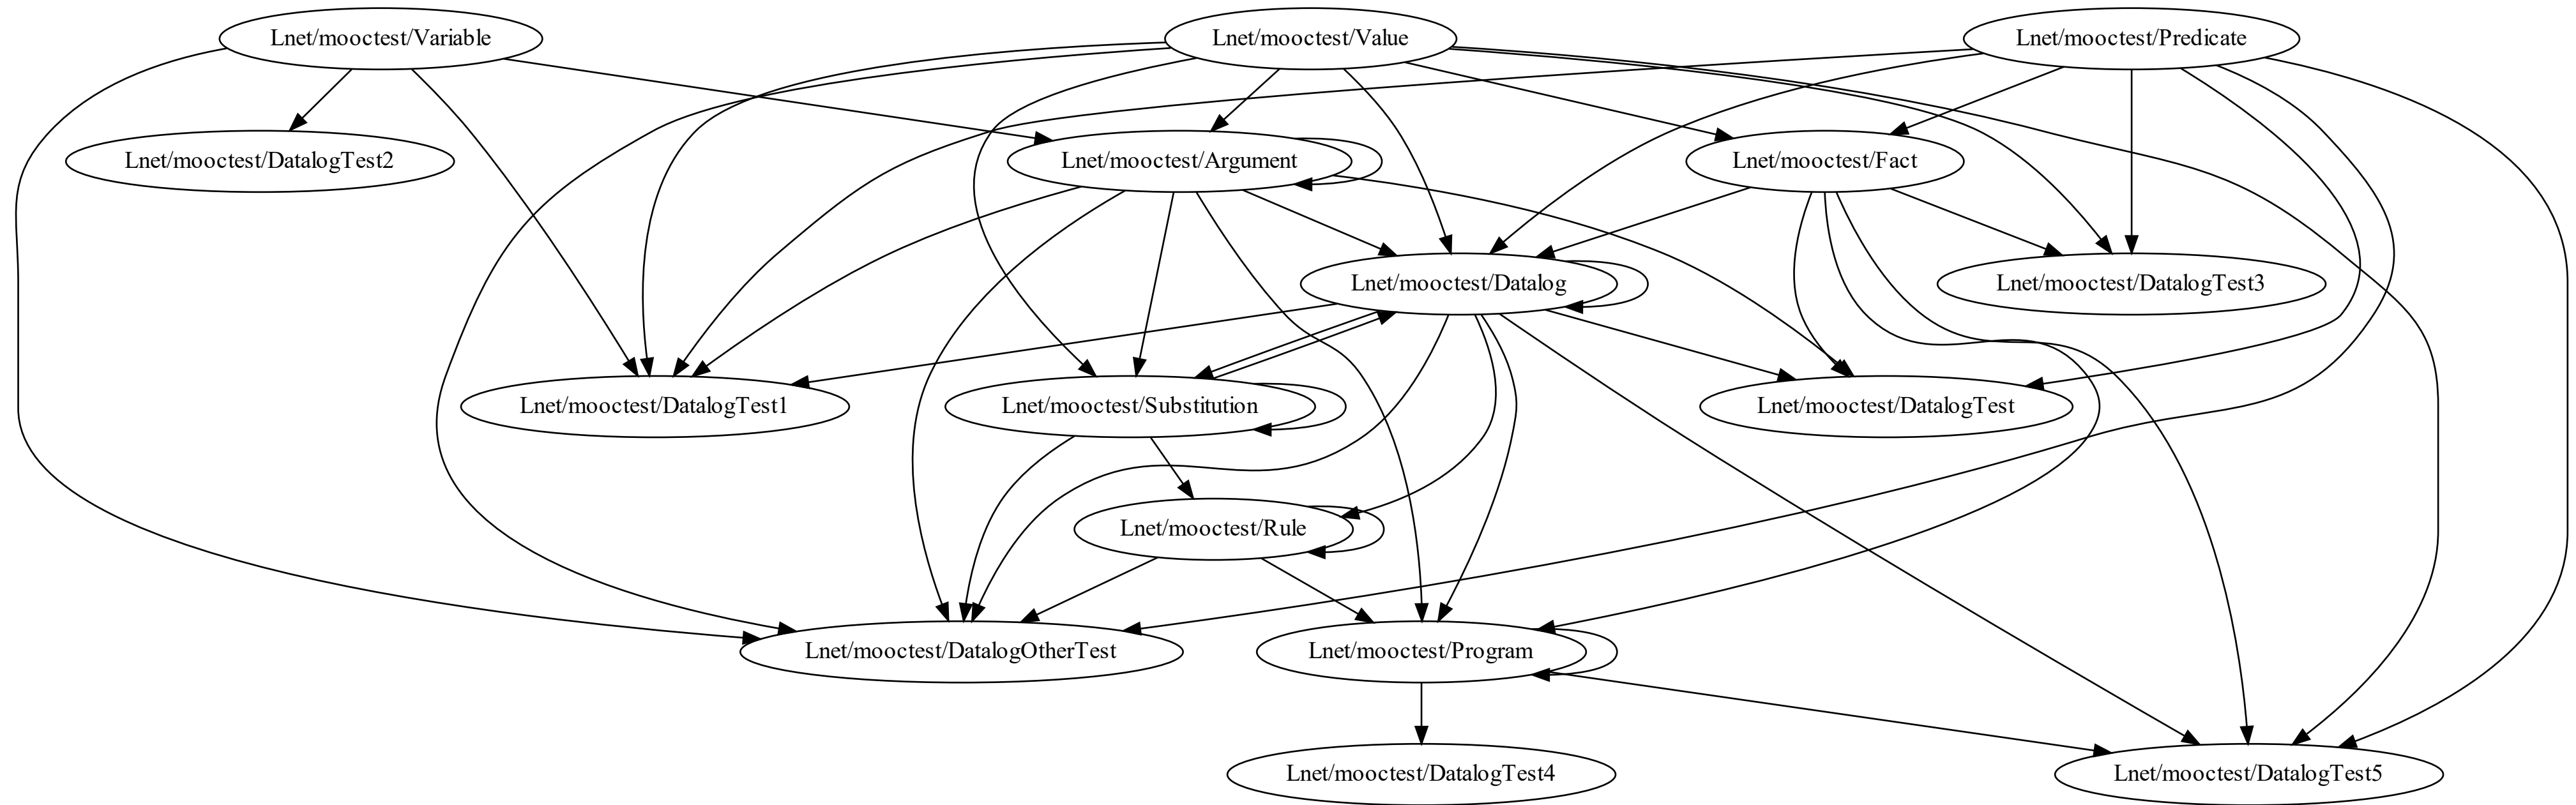 Lnet/mooctest/Variable
Lnet/mooctest/Value
Lnet/mooctest/Predicate
Lnet/mooctest/DatalogTest2
Lnet/mooctest/Argument
Lnet/mooctest/Fact
Lnet/mooctest/Datalog
Lnet/mooctest/DatalogTest3
Lnet/mooctest/DatalogTest1
Lnet/mooctest/Substitution
Lnet/mooctest/DatalogTest
Lnet/mooctest/Rule
Lnet/mooctest/DatalogOtherTest
Lnet/mooctest/Program
Lnet/mooctest/DatalogTest4
Lnet/mooctest/DatalogTest5